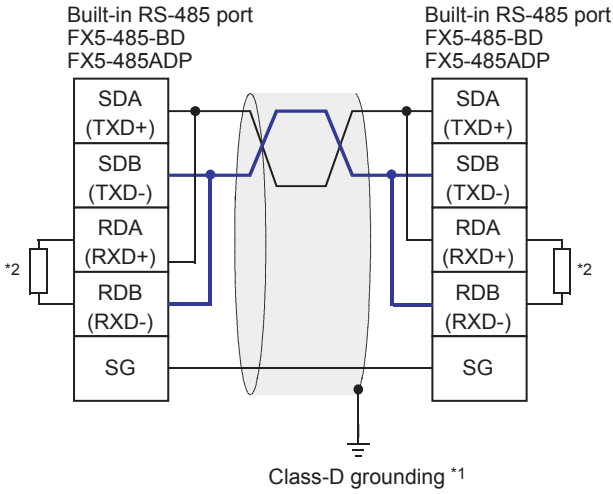 Built-in RS-485 port
FX5-485-BD
FX5-485ADP
Built-in RS-485 port
FX5-485-BD
FX5-485ADP
SDA
(TXD+)
SDB
(TXD-)
RDA
(RXD+)
RDB
(RXD-)
SG
*2
SDA
(TXD+)
SDB
(TXD-)
RDA
(RXD+)
RDB
(RXD-)
SG
*2
Class-D grounding *1